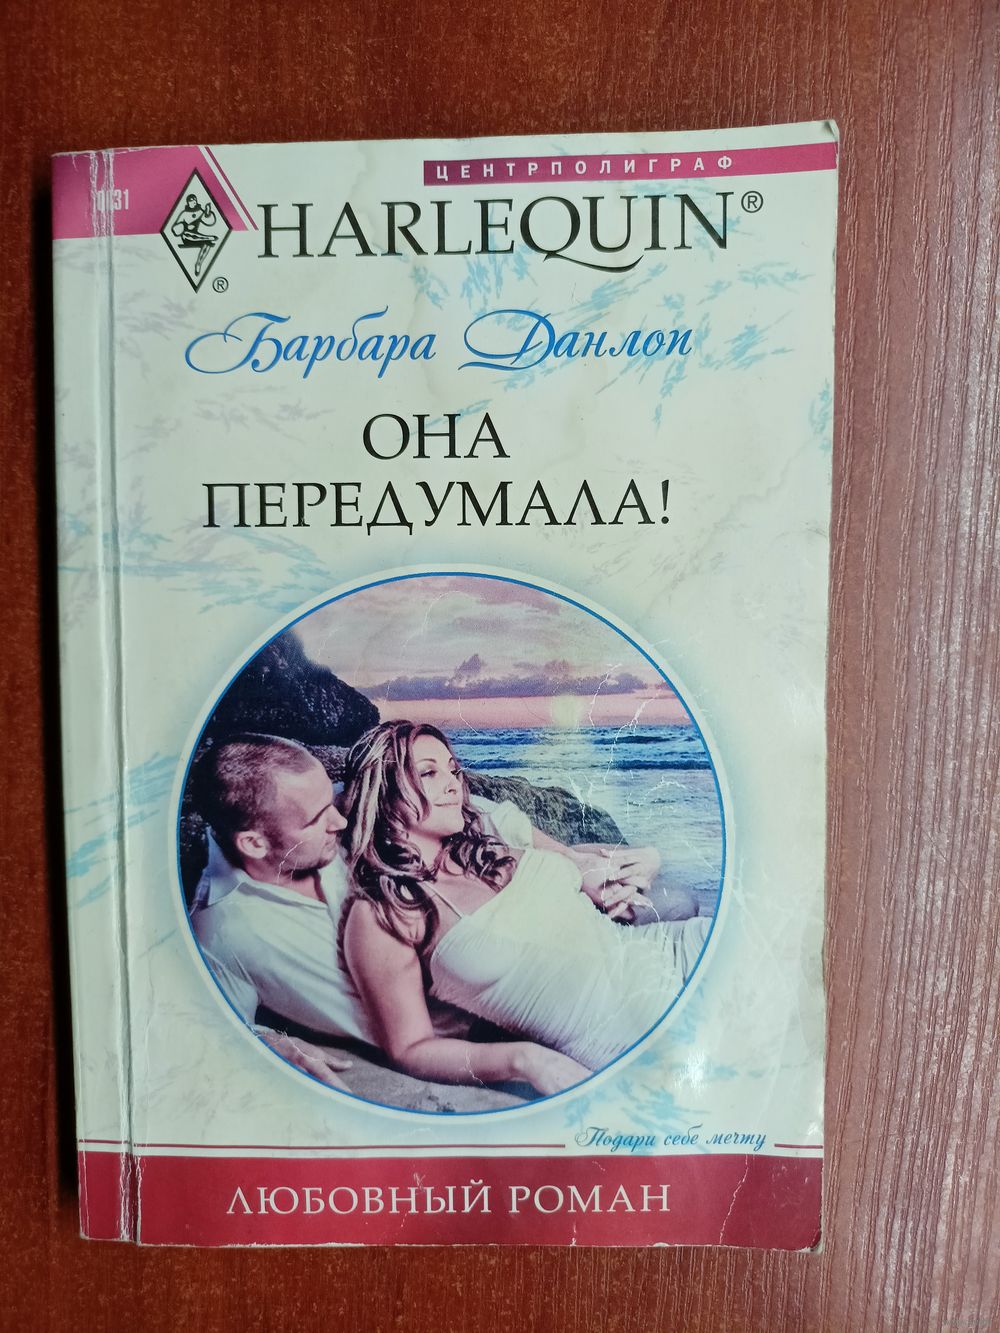 ЦЕНТРПОЛИГРАФ
HARLEQUIN®
®
Барбара Данлоп
ОНА
ПЕРЕДУМАЛА!
Подари себе мечту
ЛЮБОВНЫЙ РОМАН